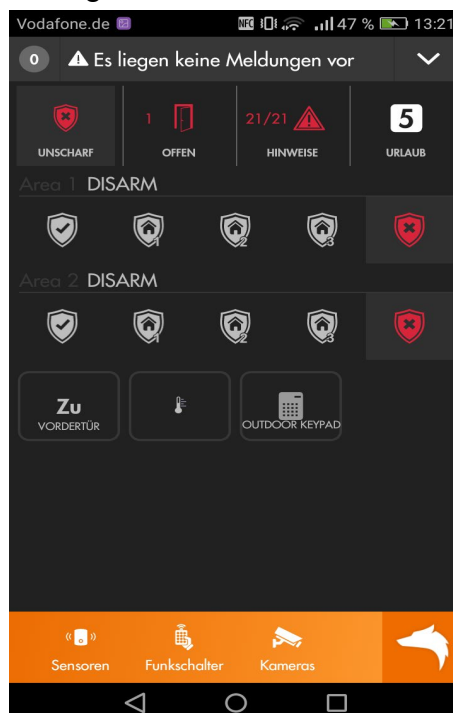 Vodafone.de NFC 47 % 13:21
0 Es liegen keine Meldungen vor
1 21/21 5
UNSCHARF OFFEN HINWEISE URLAUB
Area 1 DISARM
1 2 3
Area 2 DISARM
1 2 3
Zu
VORDERTÜR OUTDOOR KEYPAD
Sensoren Funkschalter Kameras